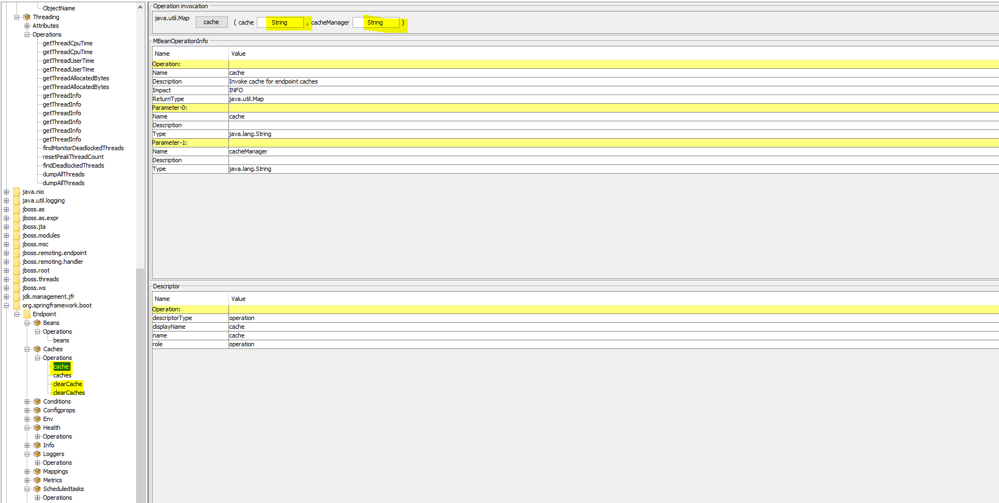 ObjectName
Threading
Attributes
Operations
getThreadCpuTime
getThreadCpuTime
getThreadUserTime
getThreadUserTime
getThreadAllocatedBytes
getThreadAllocatedBytes
getThreadInfo
getThreadInfo
getThreadInfo
getThreadInfo
getThreadInfo
getThreadInfo
findMonitorDeadlockedThreads
resetPeakThreadCount
findDeadlockedThreads
dumpAllThreads
dumpAllThreads
java.nio
java.util.logging
jboss.as
jboss.as.expr
jboss.jta
jboss.modules
jboss.msc
jboss.remoting.endpoint
jboss.remoting.handler
jboss.root
jboss.threads
jboss.ws
jdk.management.jfr
org.springframework.boot
Endpoint
Beans
Operations
beans
Caches
Operations
cache
caches
clearCache
clearCaches
Conditions
Configprops
Env
Health
Operations
Info
Loggers
Operations
Mappings
Metrics
Scheduledtasks
Operations
Operation invocation
java.util.Map cache ( cache String , cacheManager String )
MBeanOperationInfo
Name Value
Operation:
Name cache
Description Invoke cache for endpoint caches
Impact INFO
ReturnType java.util.Map
Parameter-0:
Name cache
Description
Type java.lang.String
Parameter-1:
Name cacheManager
Description
Type java.lang.String
Descriptor
Name Value
Operation:
descriptorType operation
displayName cache
name cache
role operation